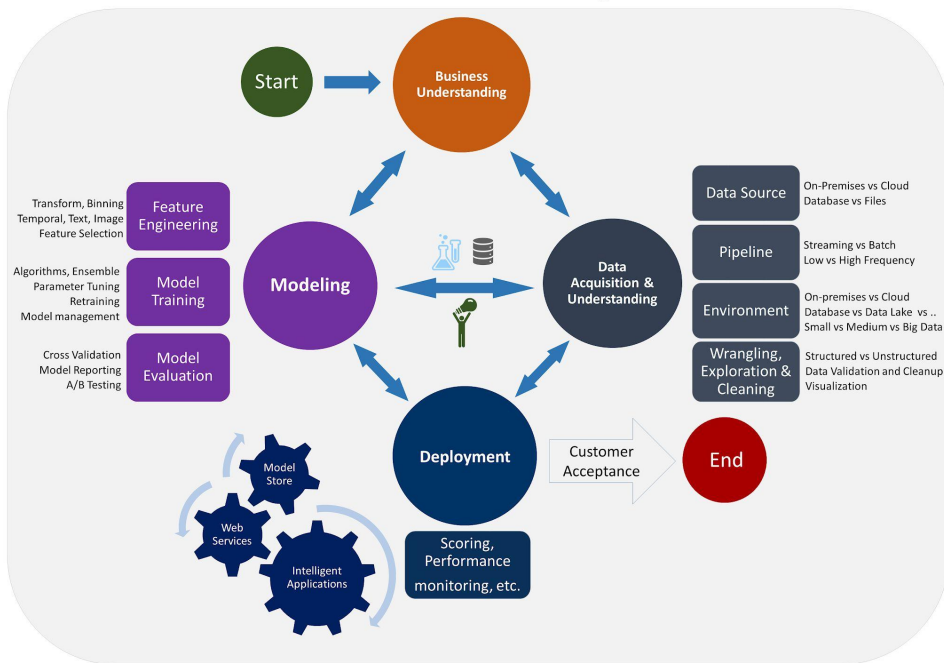 Start
Business
Understanding
Transform, Binning
Temporal, Text, Image
Feature Selection
Feature
Engineering
Algorithms, Ensemble
Parameter Tuning
Retraining
Model management
Model
Training
Cross Validation
Model Reporting
A/B Testing
Model
Evaluation
Modeling
Data
Acquisition &
Understanding
Data Source
On-Premises vs Cloud
Database vs Files
Pipeline
Streaming vs Batch
Low vs High Frequency
Environment
On-premises vs Cloud
Database vs Data Lake vs ..
Small vs Medium vs Big Data
Wrangling,
Exploration &
Cleaning
Structured vs Unstructured
Data Validation and Cleanup
Visualization
Deployment
Customer
Acceptance
End
Model
Store
Web
Services
Intelligent
Applications
Scoring,
Performance
monitoring, etc.